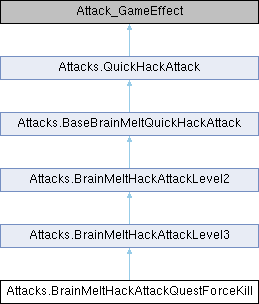 Attack_GameEffect
Attacks.QuickHackAttack
Attacks.BaseBrainMeltQuickHackAttack
Attacks.BrainMeltHackAttackLevel2
Attacks.BrainMeltHackAttackLevel3
Attacks.BrainMeltHackAttackQuestForceKill